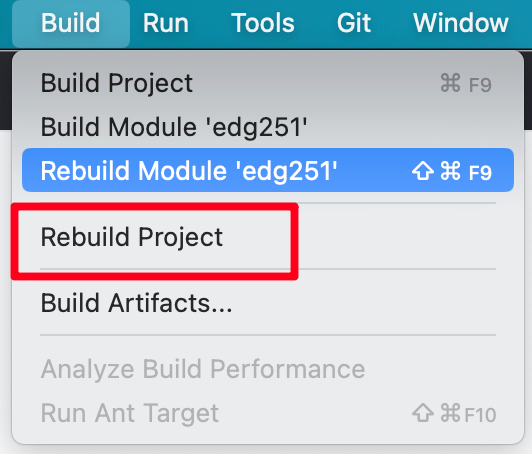 Build Run Tools Git Window
Build Project ⌘ F9
Build Module 'edg251'
Rebuild Module 'edg251' ⇧⌘ F9
Rebuild Project
Build Artifacts...
Analyze Build Performance
Run Ant Target ⇧⌘F10